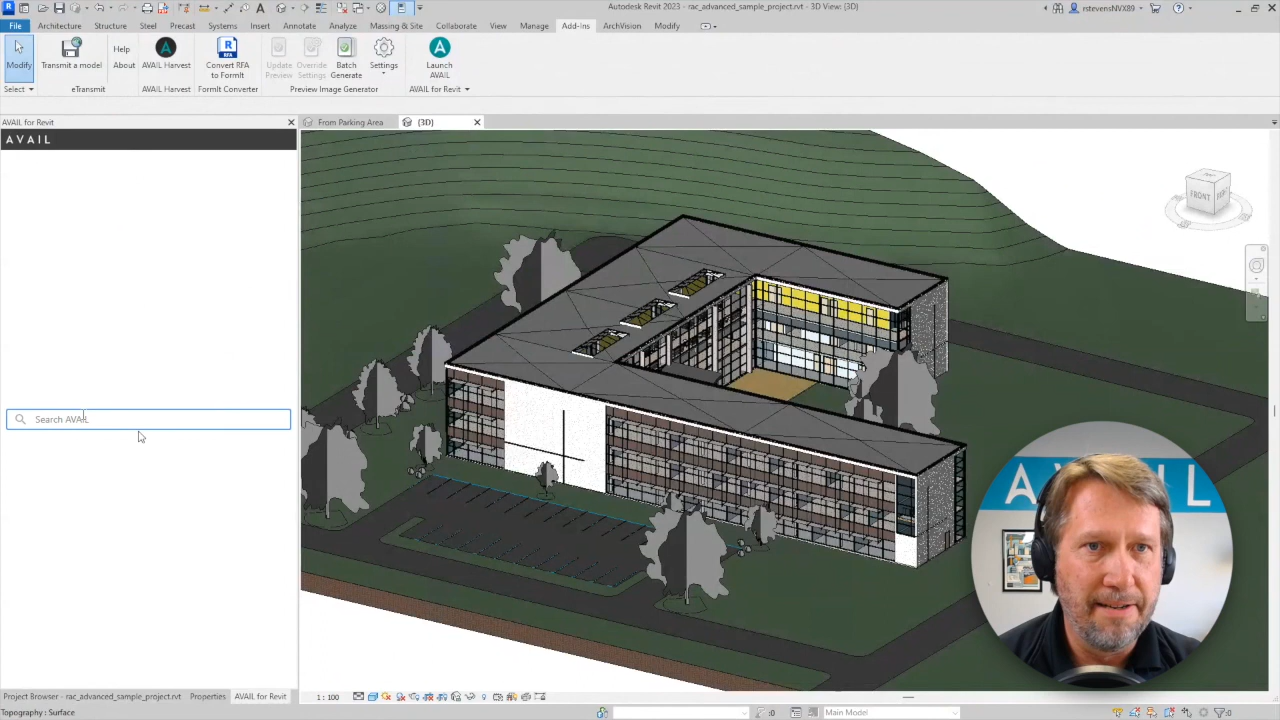 Autodesk Revit 2023 - rac_advanced_sample_project.rvt - 3D View: {3D}
rstevensNVX89
File Architecture Structure Steel Precast Systems Insert Annotate Analyze Massing & Site Collaborate View Manage Add-Ins ArchVision Modify
Modify
Transmit a model
Help
About
AVAIL Harvest
Convert RFA
to FormIt
Update
Preview
Override
Settings
Batch
Generate
Settings
Launch
AVAIL
Select
eTransmit
AVAIL Harvest
FormIt Converter
Preview Image Generator
AVAIL for Revit
AVAIL for Revit
From Parking Area
{3D}
AVAIL
FRONT
Search AVAIL
A L
Project Browser - rac_advanced_sample_project.rvt
Properties
AVAIL for Revit
1 : 100
Topography : Surface
:0
Main Model
:0